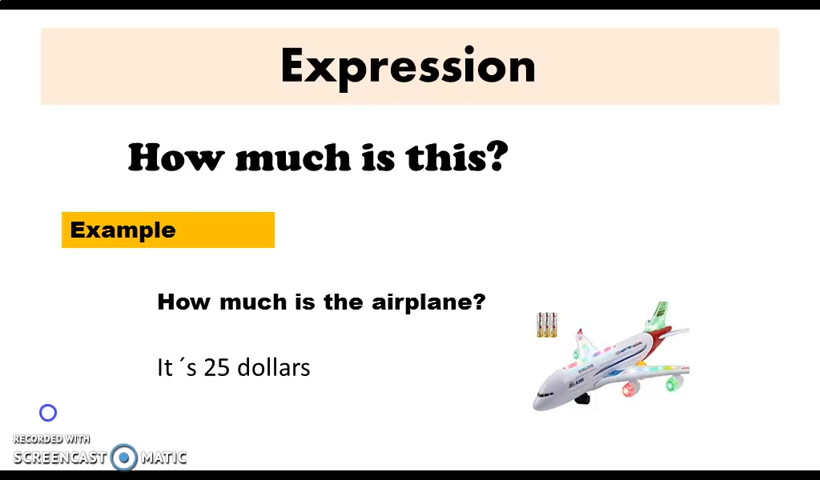 Expression
How much is this?
Example
How much is the airplane?
It ´s 25 dollars
RECORDED WITH
SCREENCAST MATIC